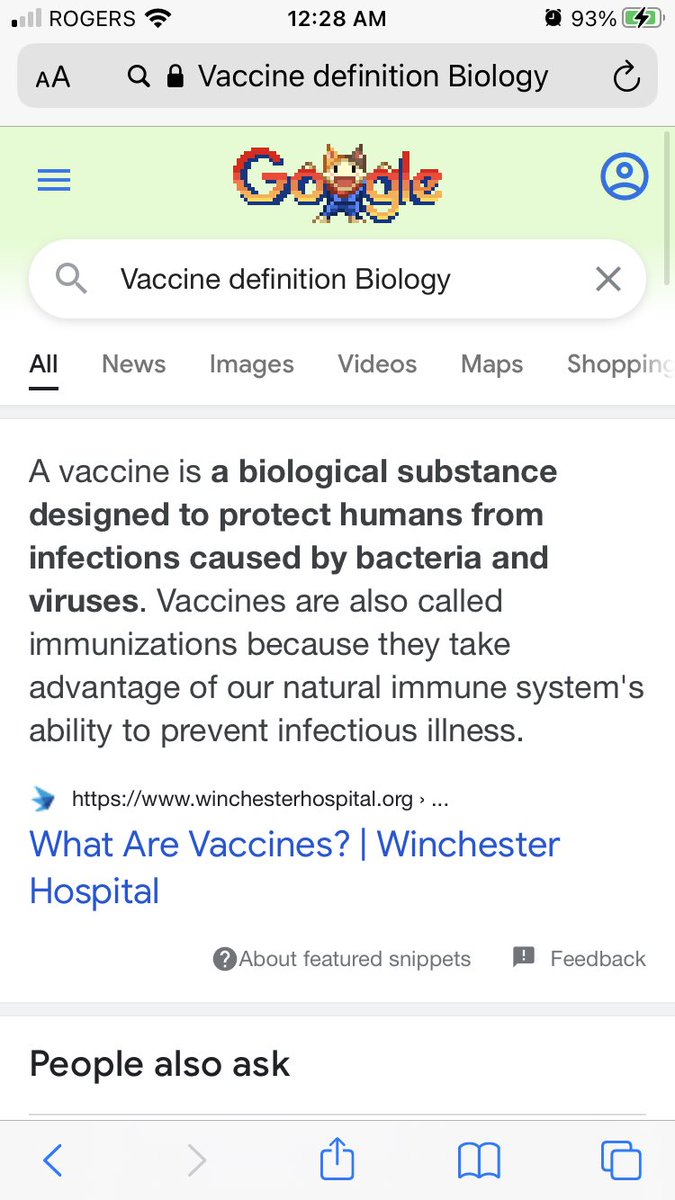 ROGERS 12:28 AM 93%
AA Vaccine definition Biology
Google
Vaccine definition Biology
All News Images Videos Maps Shopping
A vaccine is a biological substance
designed to protect humans from
infections caused by bacteria and
viruses. Vaccines are also called
immunizations because they take
advantage of our natural immune system's
ability to prevent infectious illness.
https://www.winchesterhospital.org › ...
What Are Vaccines? | Winchester
Hospital
About featured snippets Feedback
People also ask